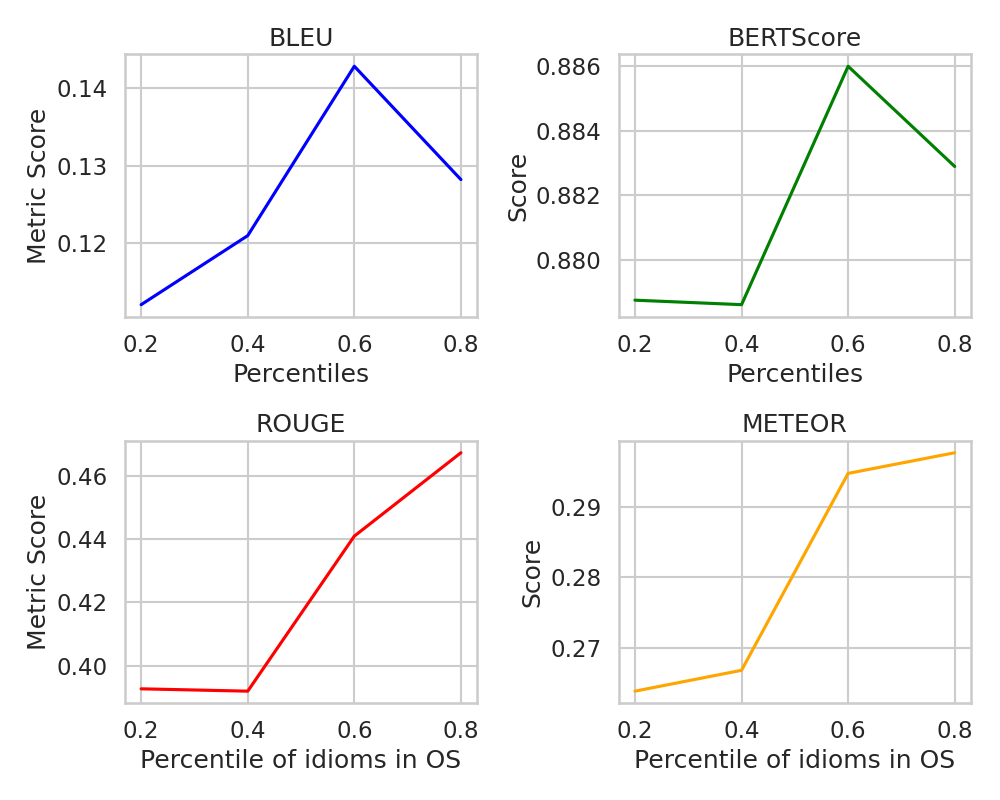 BLEU
Metric Score
0.14
0.13
0.12
0.2 0.4 0.6 0.8
Percentiles
BERTScore
Score
0.886
0.884
0.882
0.880
0.2 0.4 0.6 0.8
Percentiles
ROUGE
Metric Score
0.46
0.44
0.42
0.40
0.2 0.4 0.6 0.8
Percentile of idioms in OS
METEOR
Score
0.29
0.28
0.27
0.2 0.4 0.6 0.8
Percentile of idioms in OS